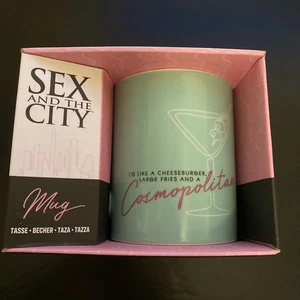 SEX
AND THE
CITY
Mug
TASSE • BECHER • TAZA • TAZZA
I'D LIKE A CHEESEBURGER,
LARGE FRIES AND A
Cosmopolitan